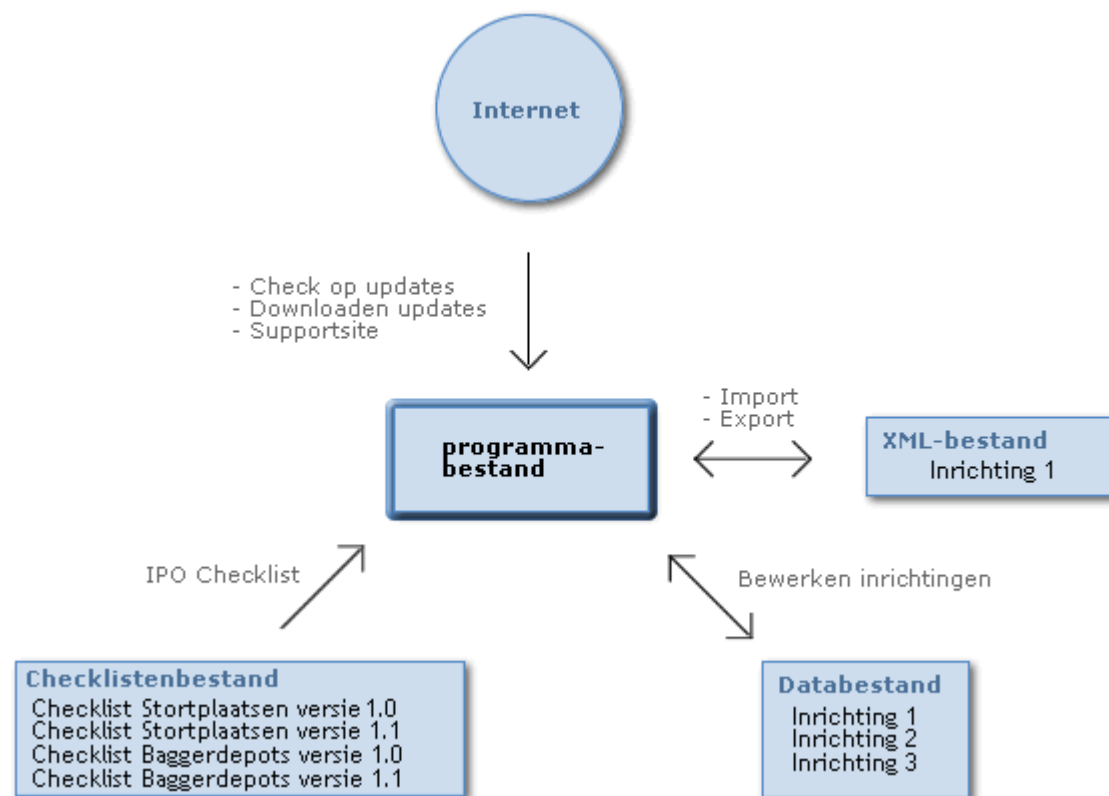 Internet
- Check op updates
- Downloaden updates
- Supportsite
- Import
- Export
programma-
bestand
XML-bestand
Inrichting 1
IPO Checklist
Bewerken inrichtingen
Checklistenbestand
Checklist Stortplaatsen versie 1.0
Checklist Stortplaatsen versie 1.1
Checklist Baggerdepots versie 1.0
Checklist Baggerdepots versie 1.1
Databestand
Inrichting 1
Inrichting 2
Inrichting 3